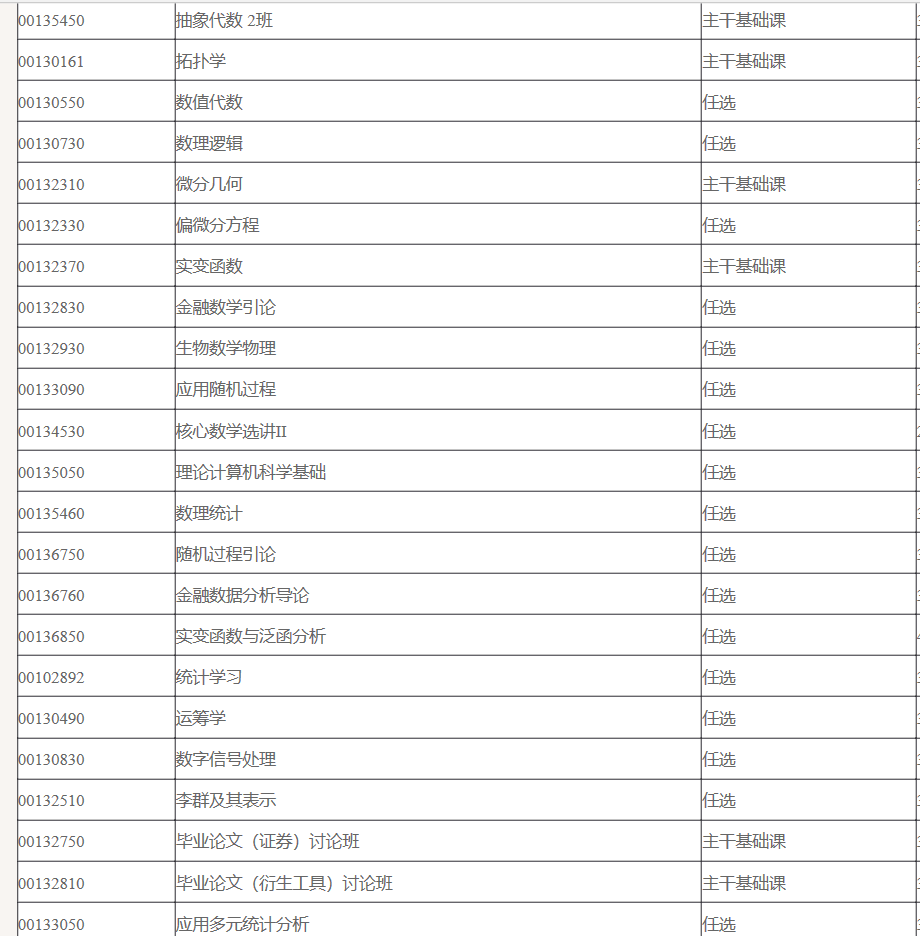 00135450 抽象代数 2班 主干基础课
00130161 拓扑学 主干基础课
00130550 数值代数 任选
00130730 数理逻辑 任选
00132310 微分几何 主干基础课
00132330 偏微分方程 任选
00132370 实变函数 主干基础课
00132830 金融数学引论 任选
00132930 生物数学物理 任选
00133090 应用随机过程 任选
00134530 核心数学选讲II 任选
00135050 理论计算机科学基础 任选
00135460 数理统计 任选
00136750 随机过程引论 任选
00136760 金融数据分析导论 任选
00136850 实变函数与泛函分析 任选
00102892 统计学习 任选
00130490 运筹学 任选
00130830 数字信号处理 任选
00132510 李群及其表示 任选
00132750 毕业论文（证券）讨论班 主干基础课
00132810 毕业论文（衍生工具）讨论班 主干基础课
00133050 应用多元统计分析 任选